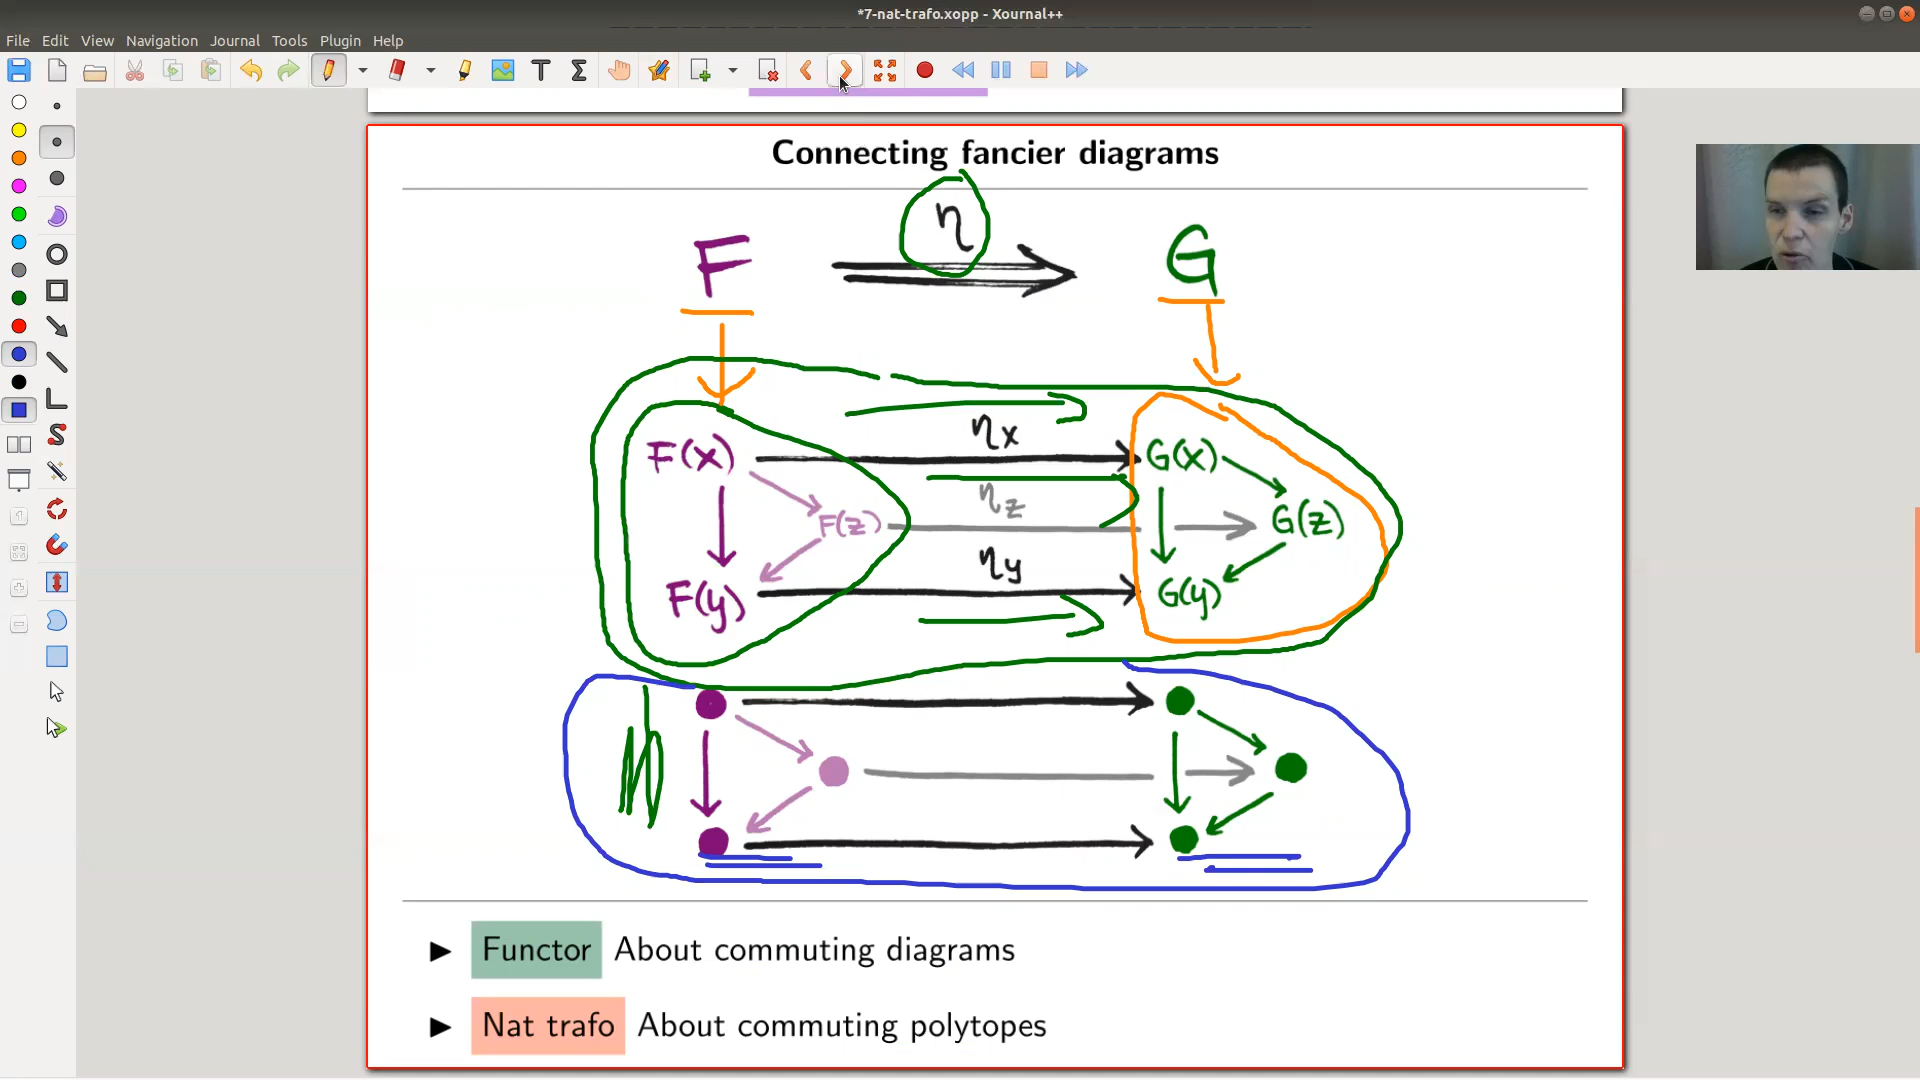 *7-nat-trafo.xopp - Xournal++
File Edit View Navigation Journal Tools Plugin Help
Connecting fancier diagrams
F η G
F(x) ηx G(x)
F(z) ηz G(z)
F(y) ηy G(y)
► Functor About commuting diagrams
► Nat trafo About commuting polytopes